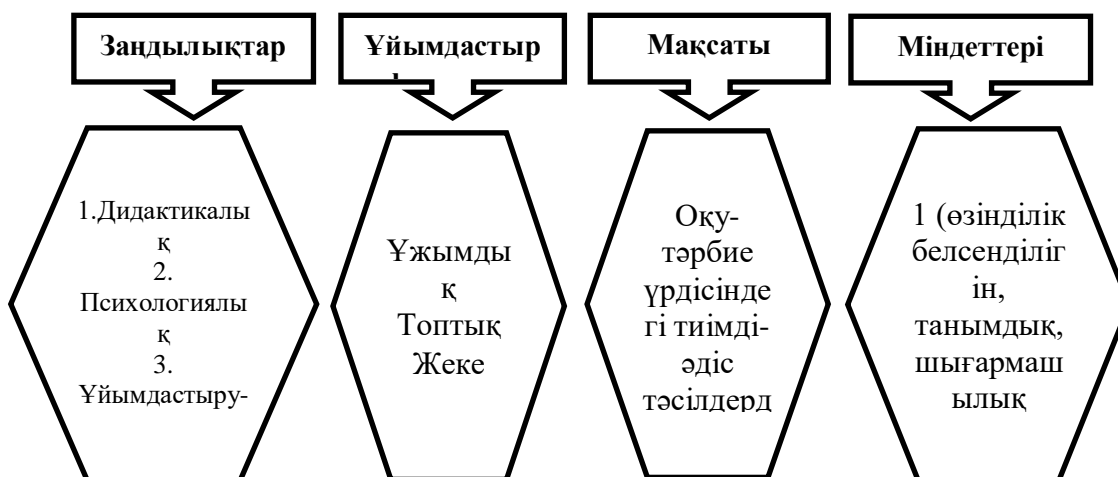 Заңдылықтар
Ұйымдастыр
Мақсаты
Міндеттері
1.Дидактикалы
қ
2.
Психологиялы
қ
3.
Ұйымдастыру-
Ұжымды
қ
Топтық
Жеке
Оқу-
тәрбие
үрдісінде
гі тиімді-
әдіс
тәсілдерд
1 (өзінділік
белсенділіг
ін,
танымдық,
шығармаш
ылық